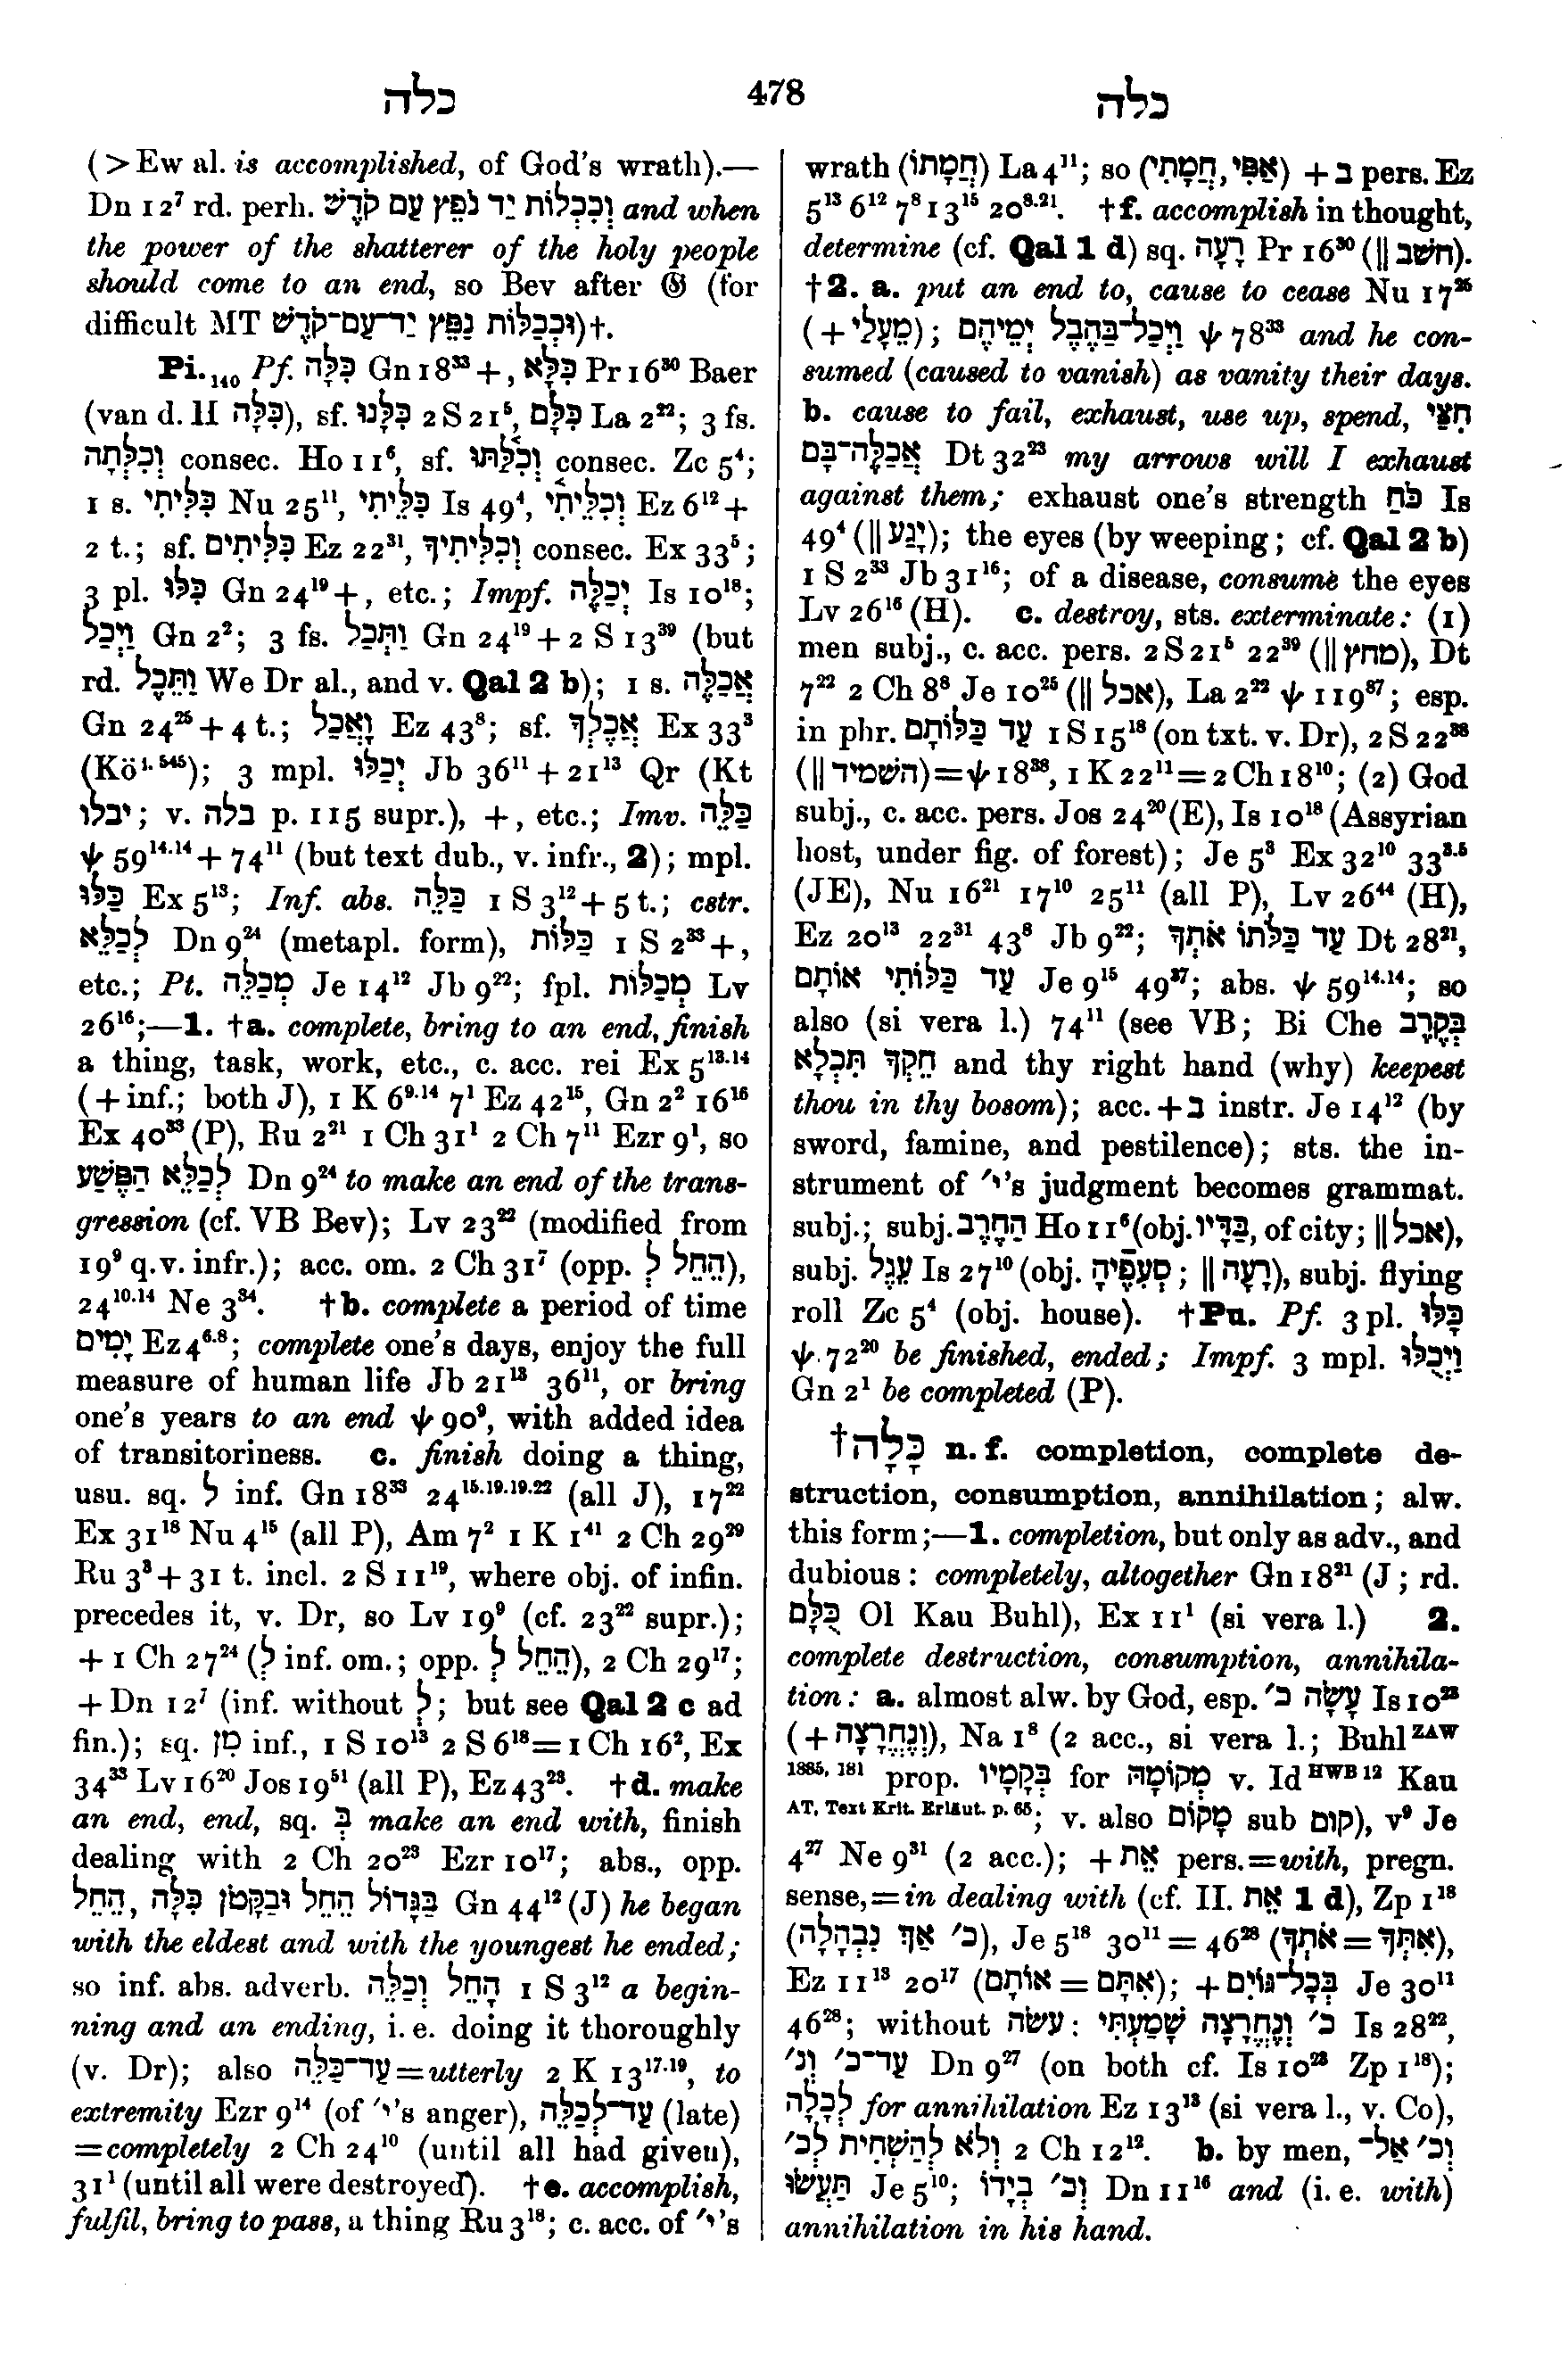 כלה 478 כלה
(> Ew al. is accomplished, of God's wrath).—
Dn 12⁷ rd. perh. וְכִכְלוֹת יַד נֹפֵץ עַם קֹדֶשׁ and when
the power of the shatterer of the holy people
should come to an end, so Bev after 𝔊 (for
difficult MT וּכְכַלּוֹת נַפֵּץ יַד־עַם־קֹדֶשׁ)†.
Pi.₁₄₀ Pf. כִּלָּה Gn 18³³ +, כִּלָּא Pr 16³⁰ Baer
(van d. H כִּלָּה), sf. כִּלָּנוּ 2 S 21⁵, כִּלָּם La 2²²; 3 fs.
וְכִלְּתָה consec. Ho 11⁶, sf. וְכִלַּתּוּ consec. Zc 5⁴;
1 s. כִּלִּיתִי Nu 25¹¹, כִּלֵּיתִי Is 49⁴, וְכִלֵּיתִי Ez 6¹² +
2 t.; sf. כִּלִּיתִים Ez 22³¹, וְכִלִּיתִיךָ consec. Ex 33⁵;
3 pl. כִּלּוּ Gn 24¹⁹ +, etc.; Impf. יְכַלֶּה Is 10¹⁸;
וַיְכַל Gn 2²; 3 fs. וַתְּכַל Gn 24¹⁹ + 2 S 13³⁹ (but
rd. וַתֵּכֶל We Dr al., and v. Qal 2 b); 1 s. אֲכַלֶּה
Gn 24²⁵ + 4 t.; וָאֲכַל Ez 43⁸; sf. אֲכֶלְךָ Ex 33³
(Köⁱ·⁵⁴⁵); 3 mpl. יְכַלּוּ Jb 36¹¹ + 21¹³ Qr (Kt
יבלו; v. בלה p. 115 supr.), +, etc.; Imv. כַּלֵּה
ψ 59¹⁴·¹⁴ + 74¹¹ (but text dub., v. infr., 2); mpl.
כַּלּוּ Ex 5¹³; Inf. abs. כַּלֵּה 1 S 3¹² + 5 t.; cstr.
לְכַלֵּא Dn 9²⁴ (metapl. form), כַּלּוֹת 1 S 2³³ +,
etc.; Pt. מְכַלֶּה Je 14¹² Jb 9²²; fpl. מְכַלּוֹת Lv
26¹⁶;—1. †a. complete, bring to an end, finish
a thing, task, work, etc., c. acc. rei Ex 5¹³·¹⁴
(+ inf.; both J), 1 K 6⁹·¹⁴ 7¹ Ez 42¹⁵, Gn 2² 16¹⁶
Ex 40³³ (P), Ru 2²¹ 1 Ch 31¹ 2 Ch 7¹¹ Ezr 9¹, so
לְכַלֵּא הַפֶּשַׁע Dn 9²⁴ to make an end of the trans-
gression (cf. VB Bev); Lv 23²² (modified from
19⁹ q.v. infr.); acc. om. 2 Ch 31⁷ (opp. הֵחֵל לְ),
24¹⁰·¹⁴ Ne 3³⁴. †b. complete a period of time
יָמִים Ez 4⁶·⁸; complete one's days, enjoy the full
measure of human life Jb 21¹³ 36¹¹, or bring
one's years to an end ψ 90⁹, with added idea
of transitoriness. c. finish doing a thing,
usu. sq. לְ inf. Gn 18³³ 24¹⁵·¹⁹·¹⁹·²² (all J), 17²²
Ex 31¹⁸ Nu 4¹⁵ (all P), Am 7² 1 K 1⁴¹ 2 Ch 29²⁹
Ru 3³ + 31 t. incl. 2 S 11¹⁹, where obj. of infin.
precedes it, v. Dr, so Lv 19⁹ (cf. 23²² supr.);
+ 1 Ch 27²⁴ (לְ inf. om.; opp. הֵחֵל לְ), 2 Ch 29¹⁷;
+ Dn 12⁷ (inf. without לְ; but see Qal 2 c ad
fin.); sq. מִן inf., 1 S 10¹³ 2 S 6¹⁸ = 1 Ch 16², Ex
34³³ Lv 16²⁰ Jos 19⁵¹ (all P), Ez 43²³. †d. make
an end, end, sq. בְּ make an end with, finish
dealing with 2 Ch 20²³ Ezr 10¹⁷; abs., opp.
הֵחֵל, בַּגָּדוֹל הֵחֵל וּבַקָּטֹן כִּלָּה Gn 44¹² (J) he began
with the eldest and with the youngest he ended;
so inf. abs. adverb. הָחֵל וְכַלֵּה 1 S 3¹² a begin-
ning and an ending, i. e. doing it thoroughly
(v. Dr); also עַד־כַּלֵּה = utterly 2 K 13¹⁷·¹⁹, to
extremity Ezr 9¹⁴ (of י׳'s anger), עַד־לְכַלֵּה (late)
=completely 2 Ch 24¹⁰ (until all had given),
31¹ (until all were destroyed). †e. accomplish,
fulfil, bring to pass, a thing Ru 3¹⁸; c. acc. of י׳'s
wrath (חֲמָתוֹ) La 4¹¹; so (אַפִּי, חֲמָתִי) + ב pers. Ez
5¹³ 6¹² 7⁸ 13¹⁵ 20⁸·²¹. †f. accomplish in thought,
determine (cf. Qal 1 d) sq. רָעָה Pr 16³⁰ (‖ חשׁב).
†2. a. put an end to, cause to cease Nu 17²⁵
(+ מֵעָלַי); וַיְכַל־בַּהֶבֶל יְמֵיהֶם ψ 78³³ and he con-
sumed (caused to vanish) as vanity their days.
b. cause to fail, exhaust, use up, spend, חִצַּי
אֲכַלֶּה־בָּם Dt 32²³ my arrows will I exhaust
against them; exhaust one's strength כֹּחַ Is
49⁴ (‖ יָגַע); the eyes (by weeping; cf. Qal 2 b)
1 S 2³³ Jb 31¹⁶; of a disease, consume the eyes
Lv 26¹⁶ (H). c. destroy, sts. exterminate: (1)
men subj., c. acc. pers. 2 S 21⁵ 22³⁹ (‖ מחץ), Dt
7²² 2 Ch 8⁸ Je 10²⁵ (‖ אכל), La 2²² ψ 119⁸⁷; esp.
in phr. עַד כַּלּוֹתָם 1 S 15¹⁸ (on txt. v. Dr), 2 S 22³⁸
(‖ השׁמיד) = ψ 18³⁸, 1 K 22¹¹ = 2 Ch 18¹⁰; (2) God
subj., c. acc. pers. Jos 24²⁰ (E), Is 10¹⁸ (Assyrian
host, under fig. of forest); Je 5³ Ex 32¹⁰ 33³·⁵
(JE), Nu 16²¹ 17¹⁰ 25¹¹ (all P), Lv 26⁴⁴ (H),
Ez 20¹³ 22³¹ 43⁸ Jb 9²²; עַד כַּלֹּתוֹ אֹתְךָ Dt 28²¹,
עַד כַּלּוֹתִי אוֹתָם Je 9¹⁵ 49³⁷; abs. ψ 59¹⁴·¹⁴; so
also (si vera l.) 74¹¹ (see VB; Bi Che בְּקֶרֶב
חֵקְךָ תִּכְלָא and thy right hand (why) keepest
thou in thy bosom); acc. + ב instr. Je 14¹² (by
sword, famine, and pestilence); sts. the in-
strument of י׳'s judgment becomes grammat.
subj.; subj. הַחֶרֶב Ho 11⁶ (obj. בַּדָּיו, of city; ‖ אכל),
subj. עֵגֶל Is 27¹⁰ (obj. סְעִפֶיהָ; ‖ רָעָה), subj. flying
roll Zc 5⁴ (obj. house). †Pu. Pf. 3 pl. כָּלּוּ
ψ 72²⁰ be finished, ended; Impf. 3 mpl. וַיְכֻלּוּ
Gn 2¹ be completed (P).
†כָּלָה n. f. completion, complete de-
struction, consumption, annihilation; alw.
this form;—1. completion, but only as adv., and
dubious: completely, altogether Gn 18²¹ (J; rd.
כֻּלָּם Ol Kau Buhl), Ex 11¹ (si vera l.) 2.
complete destruction, consumption, annihila-
tion: a. almost alw. by God, esp. עָשָׂה כ׳ Is 10²³
(+ וְנֶחֱרָצָה), Na 1⁸ (2 acc., si vera l.; Buhl ZAW
1885, 181 prop. בְּקָמָיו for מְקוֹמָהּ v. Id HWB 12 Kau
AT, Text Krit. Erläut. p. 65; v. also מָקוֹם sub קום), v⁹ Je
4²⁷ Ne 9³¹ (2 acc.); + אֵת pers. = with, pregn.
sense, = in dealing with (cf. II. אֵת 1 d), Zp 1¹⁸
(כ׳ אַךְ נִבְהָלָה), Je 5¹⁸ 30¹¹ = 46²⁸ (אֹתְךָ = אִתְּךָ),
Ez 11¹³ 20¹⁷ (אוֹתָם = אִתָּם); + בְּכָל־גּוֹיִם Je 30¹¹
46²⁸; without עשׂה: כ׳ וְנֶחֱרָצָה שָׁמַעְתִּי Is 28²²,
עַד־כ׳ וְנ׳ Dn 9²⁷ (on both cf. Is 10²³ Zp 1¹⁸);
לְכָלָה for annihilation Ez 13¹³ (si vera l., v. Co),
וְלֹא לְהַשְׁחִית לְכ׳ 2 Ch 12¹². b. by men, וְכ׳ אַל־
תַּעֲשׂוּ Je 5¹⁰; וְכ׳ בְיָדוֹ Dn 11¹⁶ and (i. e. with)
annihilation in his hand.